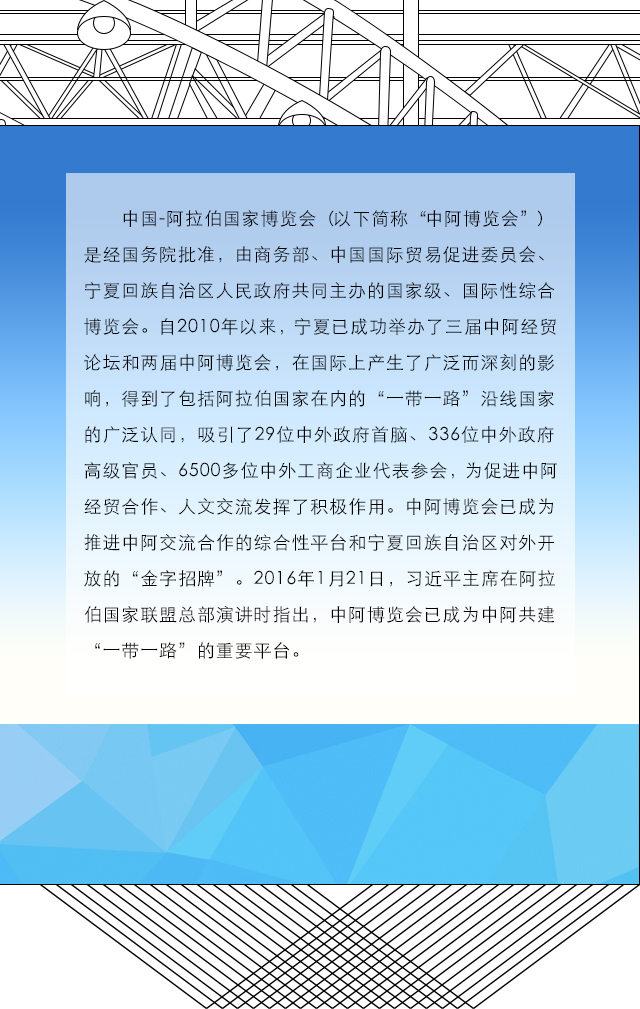 中国-阿拉伯国家博览会（以下简称“中阿博览会”）
是经国务院批准，由商务部、中国国际贸易促进委员会、
宁夏回族自治区人民政府共同主办的国家级、国际性综合
博览会。自2010年以来，宁夏已成功举办了三届中阿经贸
论坛和两届中阿博览会，在国际上产生了广泛而深刻的影
响，得到了包括阿拉伯国家在内的“一带一路”沿线国家
的广泛认同，吸引了29位中外政府首脑、336位中外政府
高级官员、6500多位中外工商企业代表参会，为促进中阿
经贸合作、人文交流发挥了积极作用。中阿博览会已成为
推进中阿交流合作的综合性平台和宁夏回族自治区对外开
放的“金字招牌”。2016年1月21日，习近平主席在阿拉
伯国家联盟总部演讲时指出，中阿博览会已成为中阿共建
“一带一路”的重要平台。